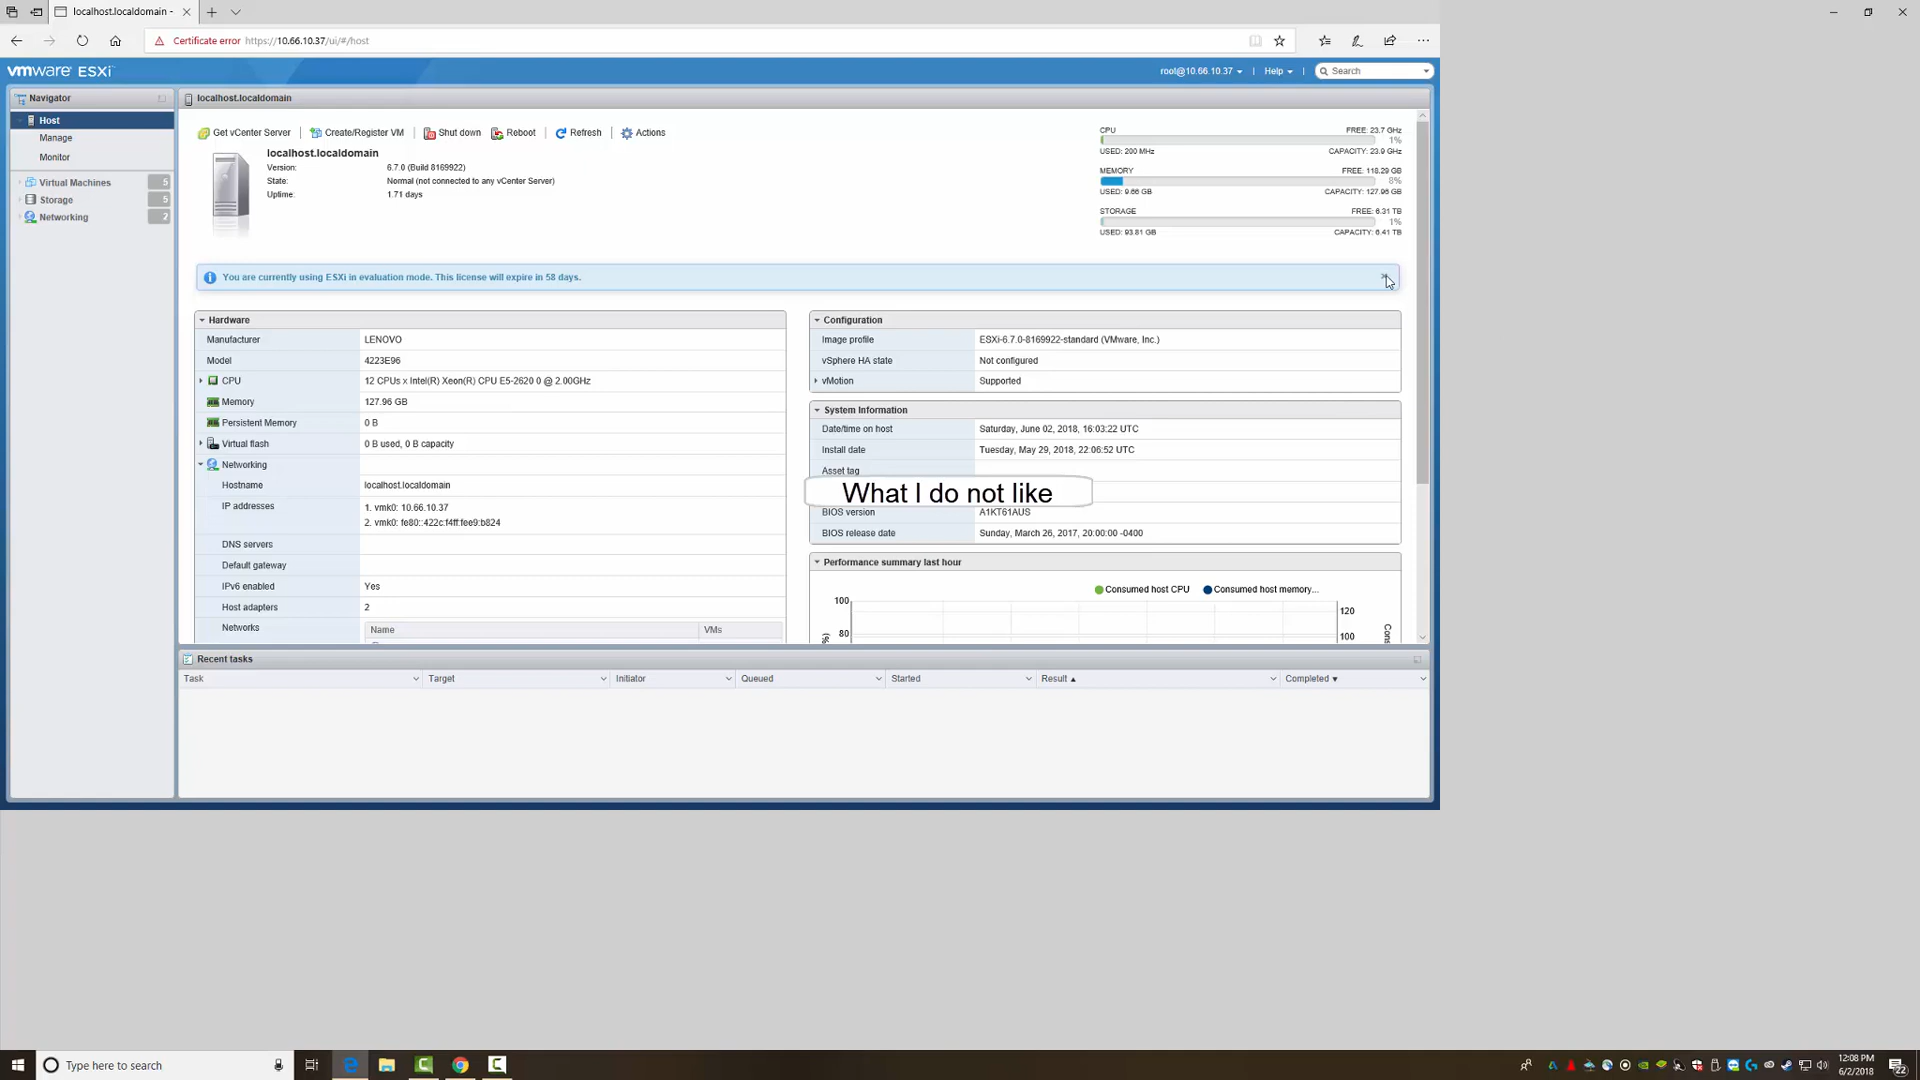 localhost.localdomain -
Certificate error https://10.66.10.37/ui/#/host
vmware ESXi
root@10.66.10.37
Help
Search
Navigator
Host
Manage
Monitor
Virtual Machines 5
Storage 5
Networking 2
localhost.localdomain
Get vCenter Server
Create/Register VM
Shut down
Reboot
Refresh
Actions
localhost.localdomain
Version: 6.7.0 (Build 8169922)
State: Normal (not connected to any vCenter Server)
Uptime: 1.71 days
CPU FREE: 23.7 GHz
1%
USED: 200 MHz CAPACITY: 23.9 GHz
MEMORY FREE: 118.29 GB
8%
USED: 9.66 GB CAPACITY: 127.96 GB
STORAGE FREE: 6.31 TB
1%
USED: 93.81 GB CAPACITY: 6.41 TB
You are currently using ESXi in evaluation mode. This license will expire in 58 days.
Hardware
Manufacturer LENOVO
Model 4223E96
CPU 12 CPUs x Intel(R) Xeon(R) CPU E5-2620 0 @ 2.00GHz
Memory 127.96 GB
Persistent Memory 0 B
Virtual flash 0 B used, 0 B capacity
Networking
Hostname localhost.localdomain
IP addresses 1. vmk0: 10.66.10.37
2. vmk0: fe80::422c:f4ff:fee9:b824
DNS servers
Default gateway
IPv6 enabled Yes
Host adapters 2
Networks Name VMs
Configuration
Image profile ESXi-6.7.0-8169922-standard (VMware, Inc.)
vSphere HA state Not configured
vMotion Supported
System Information
Date/time on host Saturday, June 02, 2018, 16:03:22 UTC
Install date Tuesday, May 29, 2018, 22:06:52 UTC
Asset tag
What I do not like
BIOS version A1KT61AUS
BIOS release date Sunday, March 26, 2017, 20:00:00 -0400
Performance summary last hour
Consumed host CPU Consumed host memory...
100 120
80 100
Recent tasks
Task Target Initiator Queued Started Result Completed
Type here to search
12:08 PM
6/2/2018
22